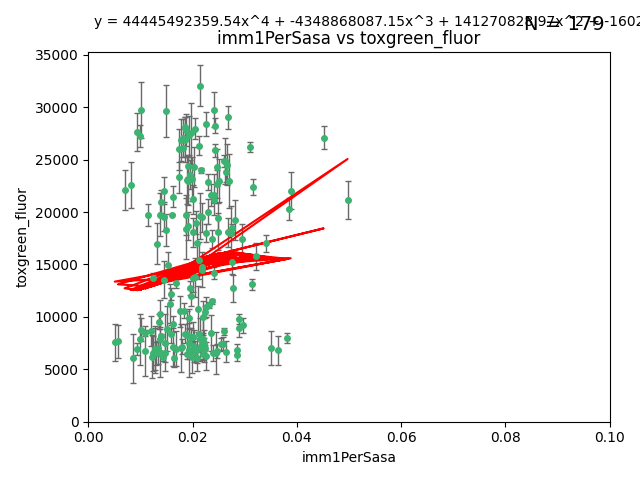 y = 44445492359.54x^4 + -4348868087.15x^3 +
N = 179
imm1PerSasa vs toxgreen_fluor
35000
30000
25000
20000
15000
10000
5000
0
toxgreen_fluor
0.00 0.02 0.04 0.06 0.08 0.10
imm1PerSasa